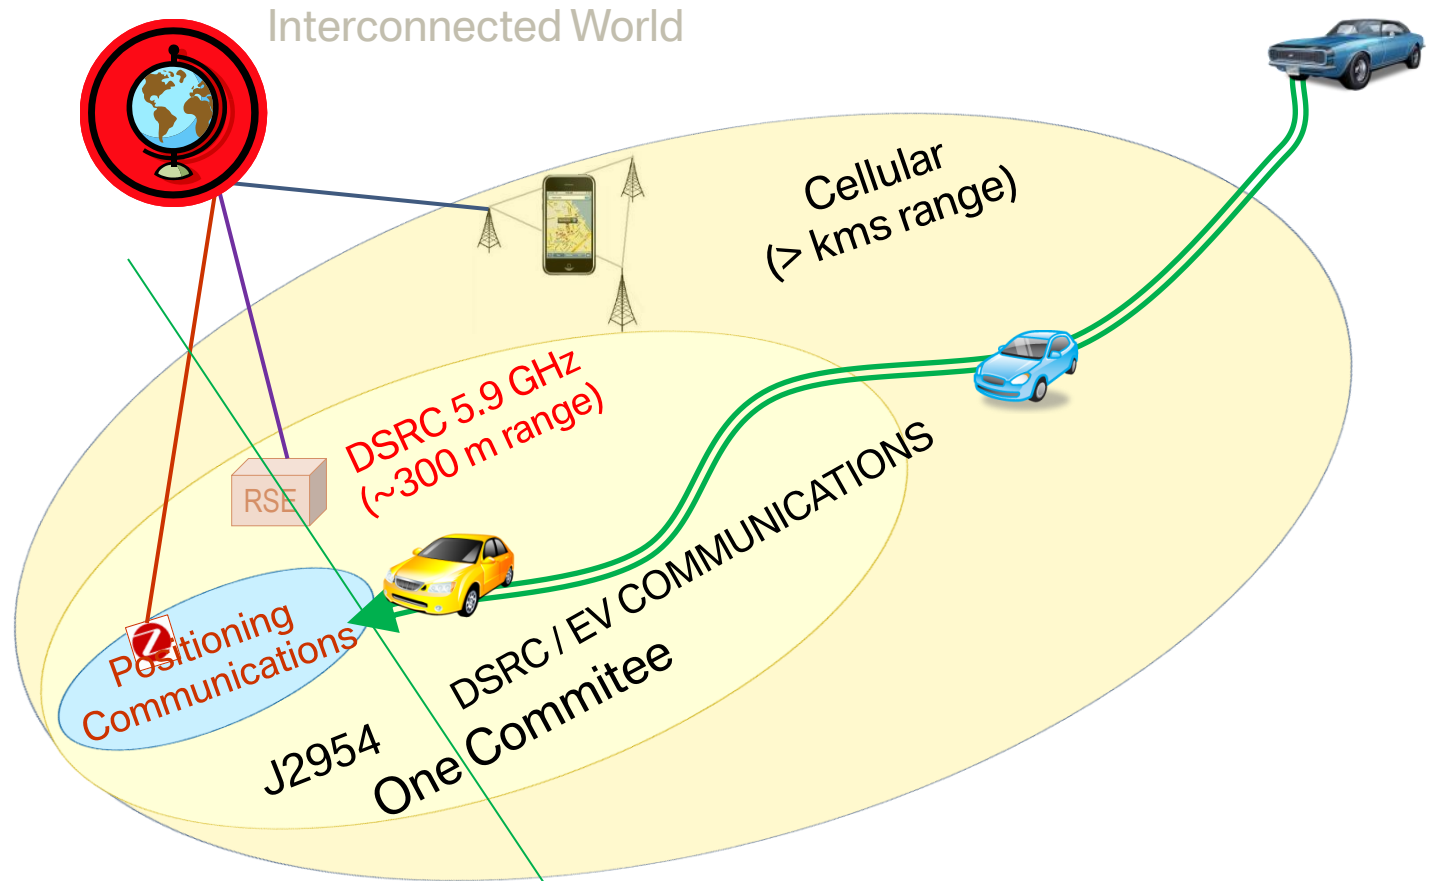 Interconnected World
Cellular
(> kms range)
DSRC 5.9 GHz
(~300 m range)
RSE
DSRC / EV COMMUNICATIONS
Positioning
Communications
J2954
One Commitee